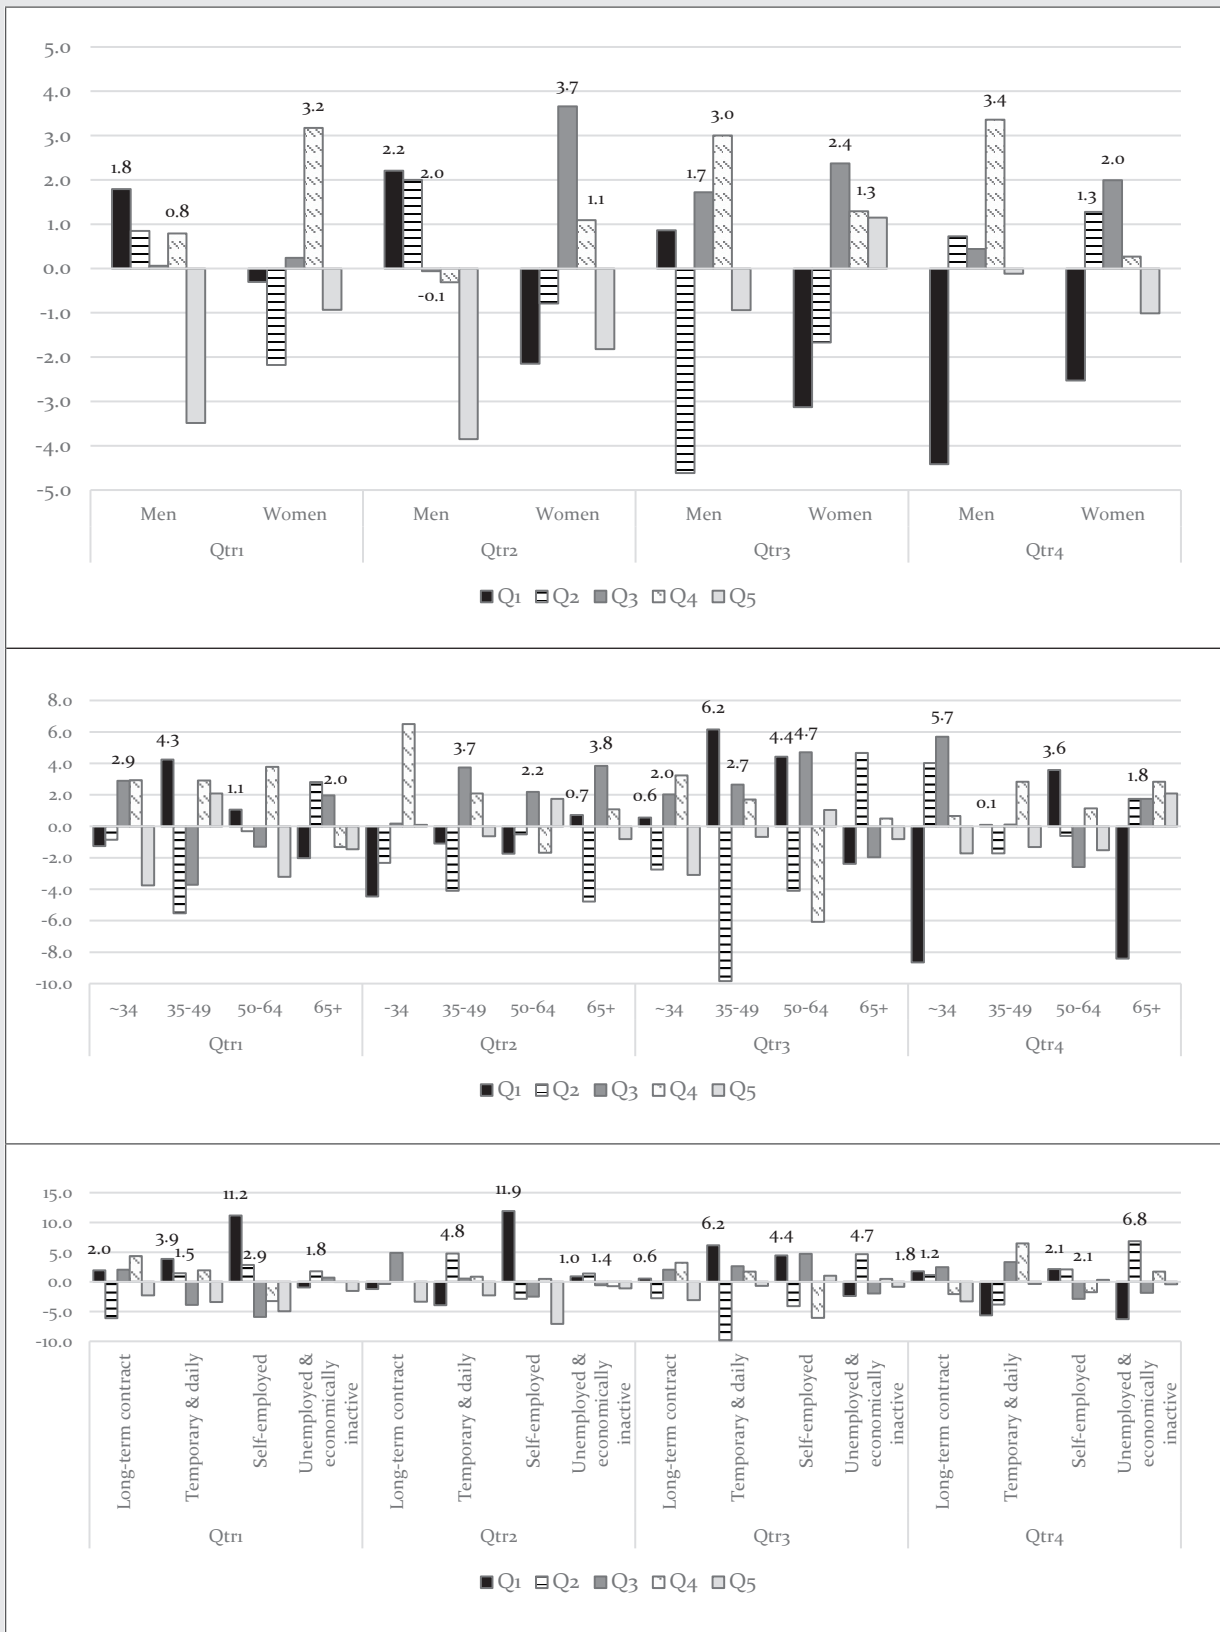 5.0
4.0
3.0
2.0
1.0
0.0
-1.0
-2.0
-3.0
-4.0
-5.0
1.8
0.8
3.2
2.2
2.0
-0.1
3.7
1.1
1.7
3.0
2.4
1.3
3.4
1.3
2.0
Men Women Men Women Men Women Men Women
Qtr1 Qtr2 Qtr3 Qtr4
Q1 Q2 Q3 Q4 Q5
8.0
6.0
4.0
2.0
0.0
-2.0
-4.0
-6.0
-8.0
-10.0
2.9
4.3
1.1
2.0
3.7
2.2
0.7
3.8
0.6
2.0
6.2
2.7
4.4
4.7
5.7
0.1
3.6
1.8
~34 35-49 50-64 65+ -34 35-49 50-64 65+ ~34 35-49 50-64 65+ ~34 35-49 50-64 65+
Qtr1 Qtr2 Qtr3 Qtr4
Q1 Q2 Q3 Q4 Q5
15.0
10.0
5.0
0.0
-5.0
-10.0
2.0
3.9
1.5
11.2
2.9
1.8
4.8
11.9
1.0
1.4
0.6
6.2
4.4
4.7
1.8
1.2
2.1
2.1
6.8
Long-term contract
Temporary & daily
Self-employed
Unemployed &
economically
inactive
Long-term contract
Temporary & daily
Self-employed
Unemployed &
economically
inactive
Long-term contract
Temporary & daily
Self-employed
Unemployed &
economically
inactive
Long-term contract
Temporary & daily
Self-employed
Unemployed &
economically
inactive
Qtr1 Qtr2 Qtr3 Qtr4
Q1 Q2 Q3 Q4 Q5